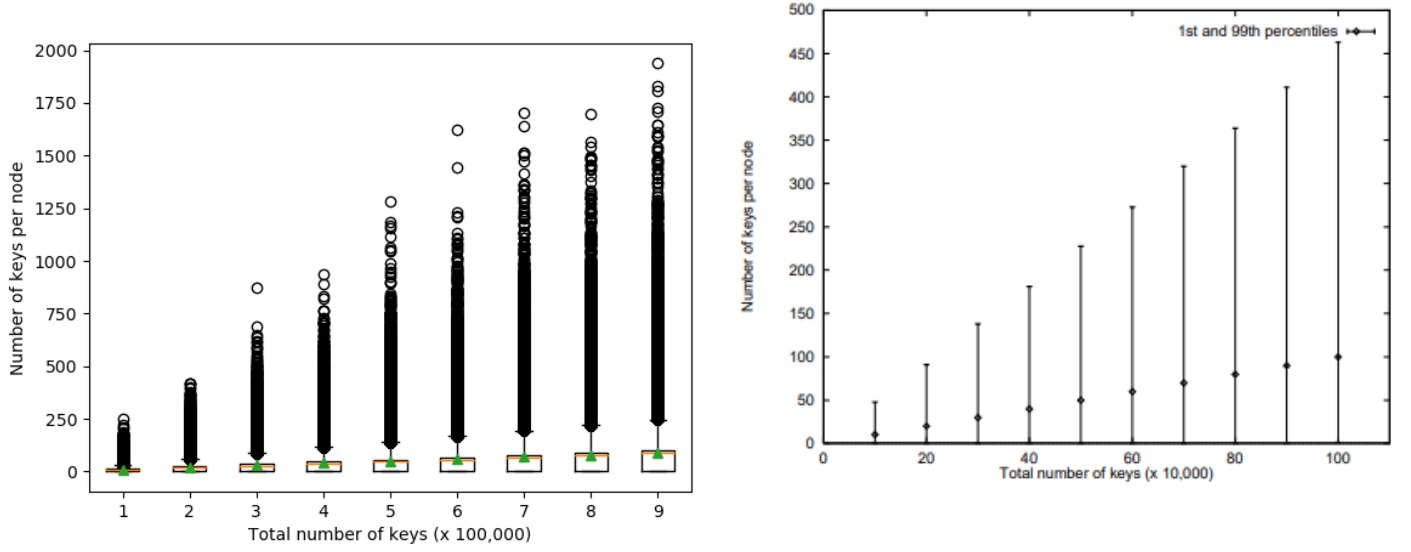 2000
1750
1500
1250
1000
750
500
250
0
Number of keys per node
1 2 3 4 5 6 7 8 9
Total number of keys (x 100,000)
500
450
400
350
300
250
200
150
100
50
0
Number of keys per node
1st and 99th percentiles
0 20 40 60 80 100
Total number of keys (x 10,000)